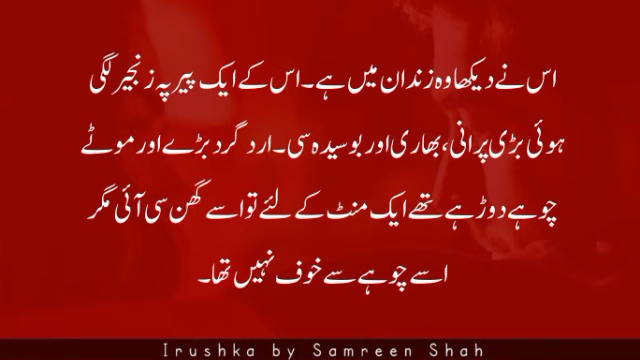 اس نے دیکھا وہ زندان میں ہے۔ اس کے ایک پیر پہ زنجیر لگی
ہوئی بڑی پرانی، بھاری اور بوسیدہ سی۔ ارد گرد بڑے اور موٹے
چوہے دوڑ ہے تھے ایک منٹ کے لئے تو اسے گھن سی آئی مگر
اسے چوہے سے خوف نہیں تھا۔
Irushka by Samreen Shah